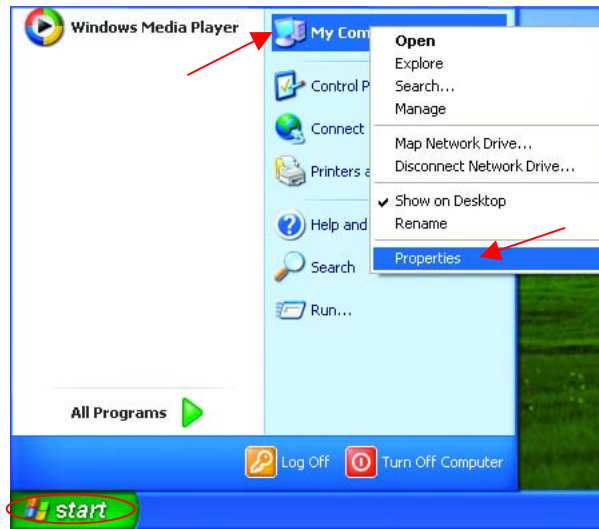 Windows Media Player
My Com
Open
Explore
Search...
Manage
Map Network Drive...
Disconnect Network Drive...
Show on Desktop
Rename
Properties
Control P
Connect
Printers a
Help and
Search
Run...
All Programs
Log Off
Turn Off Computer
start